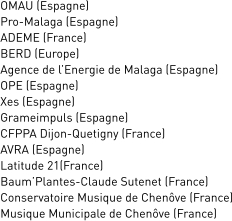 OMAU (Espagne)
Pro-Malaga (Espagne)
ADEME (France)
BERD (Europe)
Agence de l'Energie de Malaga (Espagne)
OPE (Espagne)
Xes (Espagne)
Grameimpuls (Espagne)
CFPPA Dijon-Quetigny (France)
AVRA (Espagne)
Latitude 21(France)
Baum'Plantes-Claude Sutenet (France)
Conservatoire Musique de Chenôve (France)
Musique Municipale de Chenôve (France)